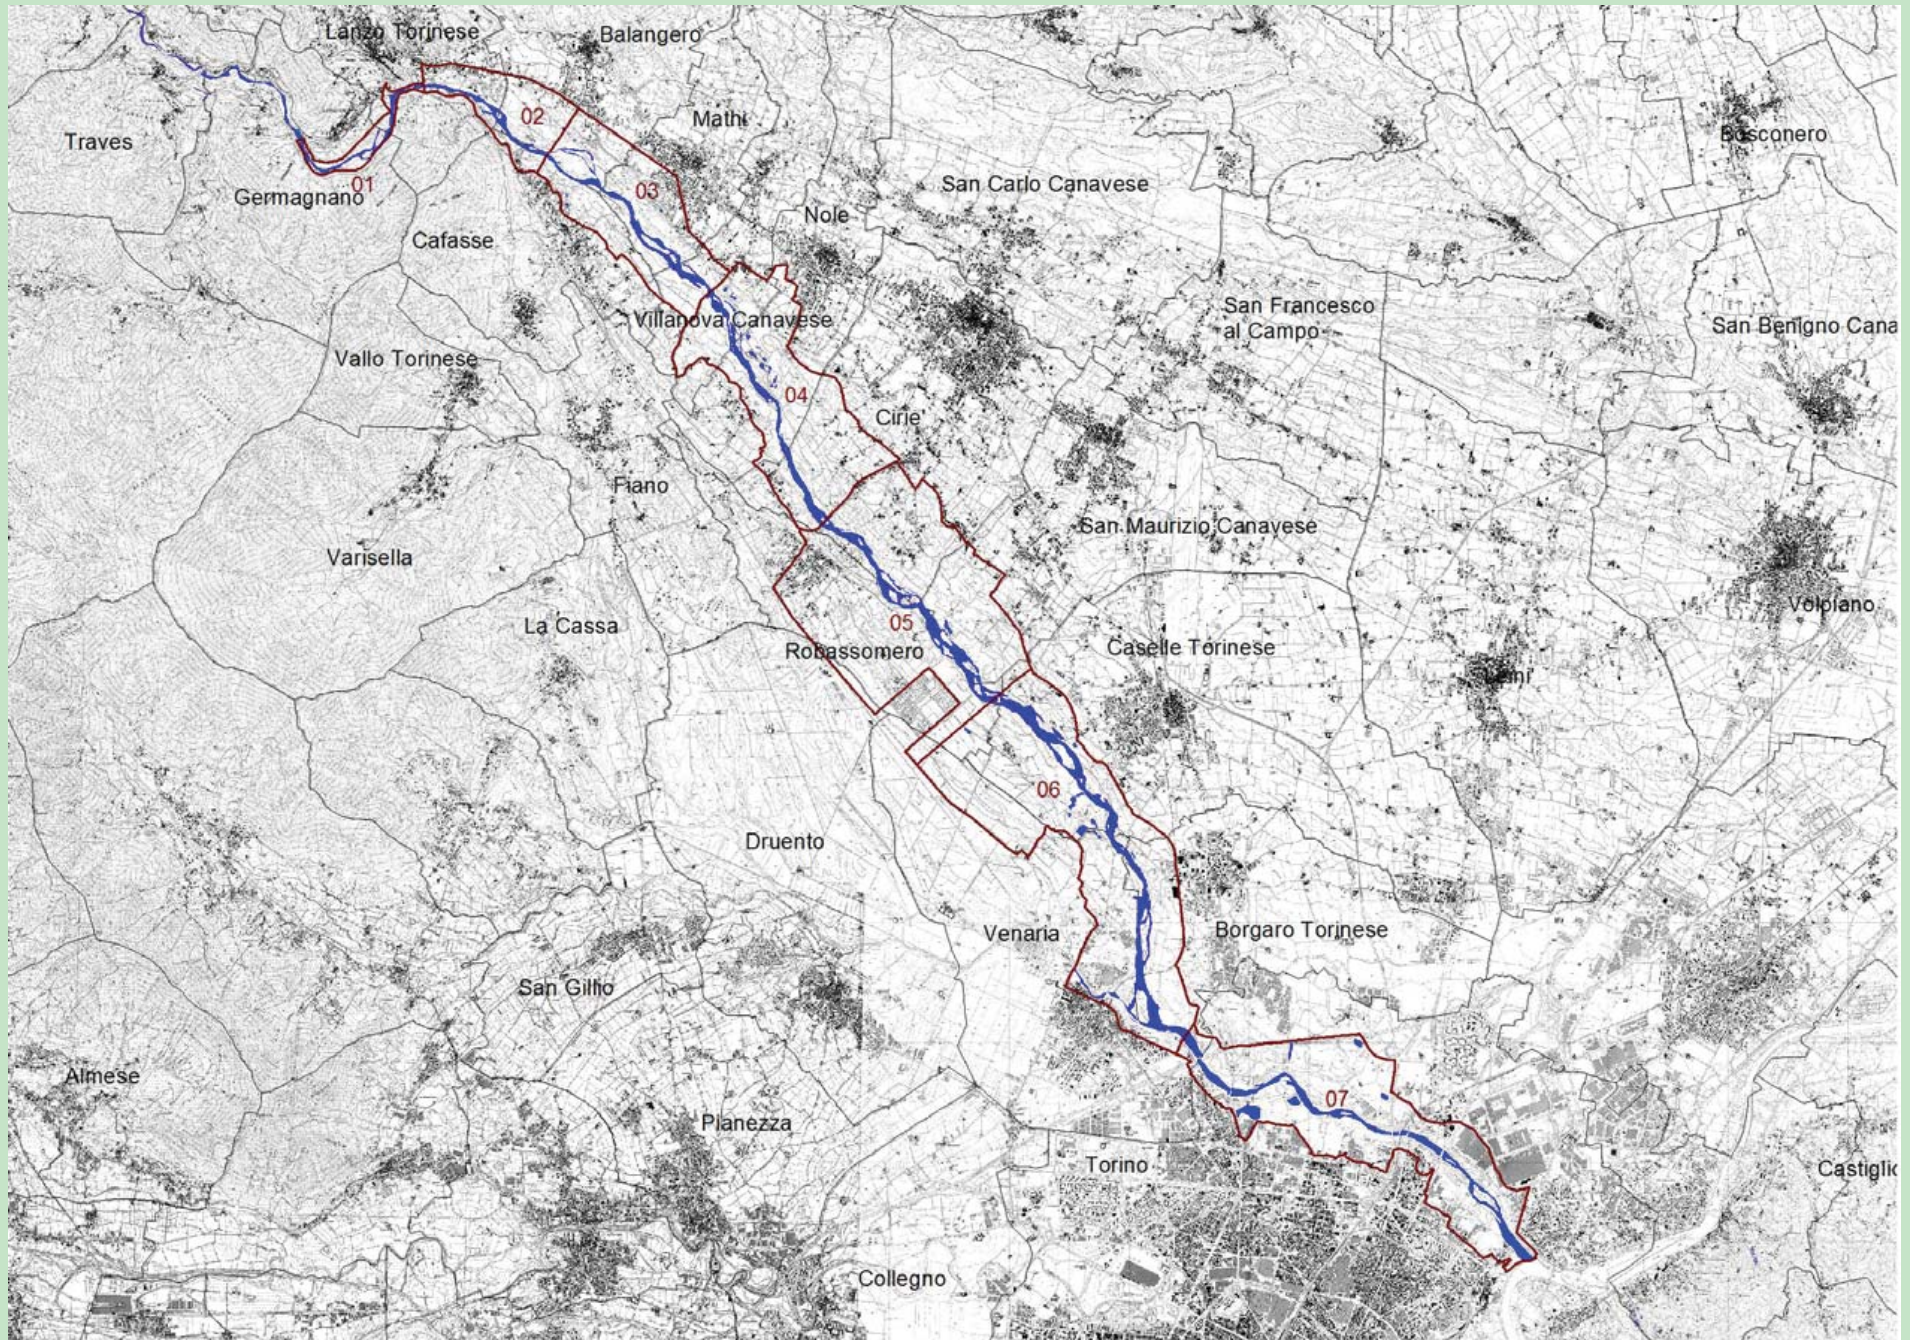 Lanzo Torinese
Balangero
02
Mathi
Traves
Bosconero
01
03
San Carlo Canavese
Germagnano
Nole
Cafasse
San Francesco
al Campo
Villanova Canavese
San Benigno Cana
Vallo Torinese
04
Cirie'
Fiano
San Maurizio Canavese
Varisella
Volpiano
La Cassa
05
Robassomero
Caselle Torinese
Leini
06
Druento
Venaria
Borgaro Torinese
San Gillio
Almese
07
Pianezza
Torino
Castiglio
Collegno